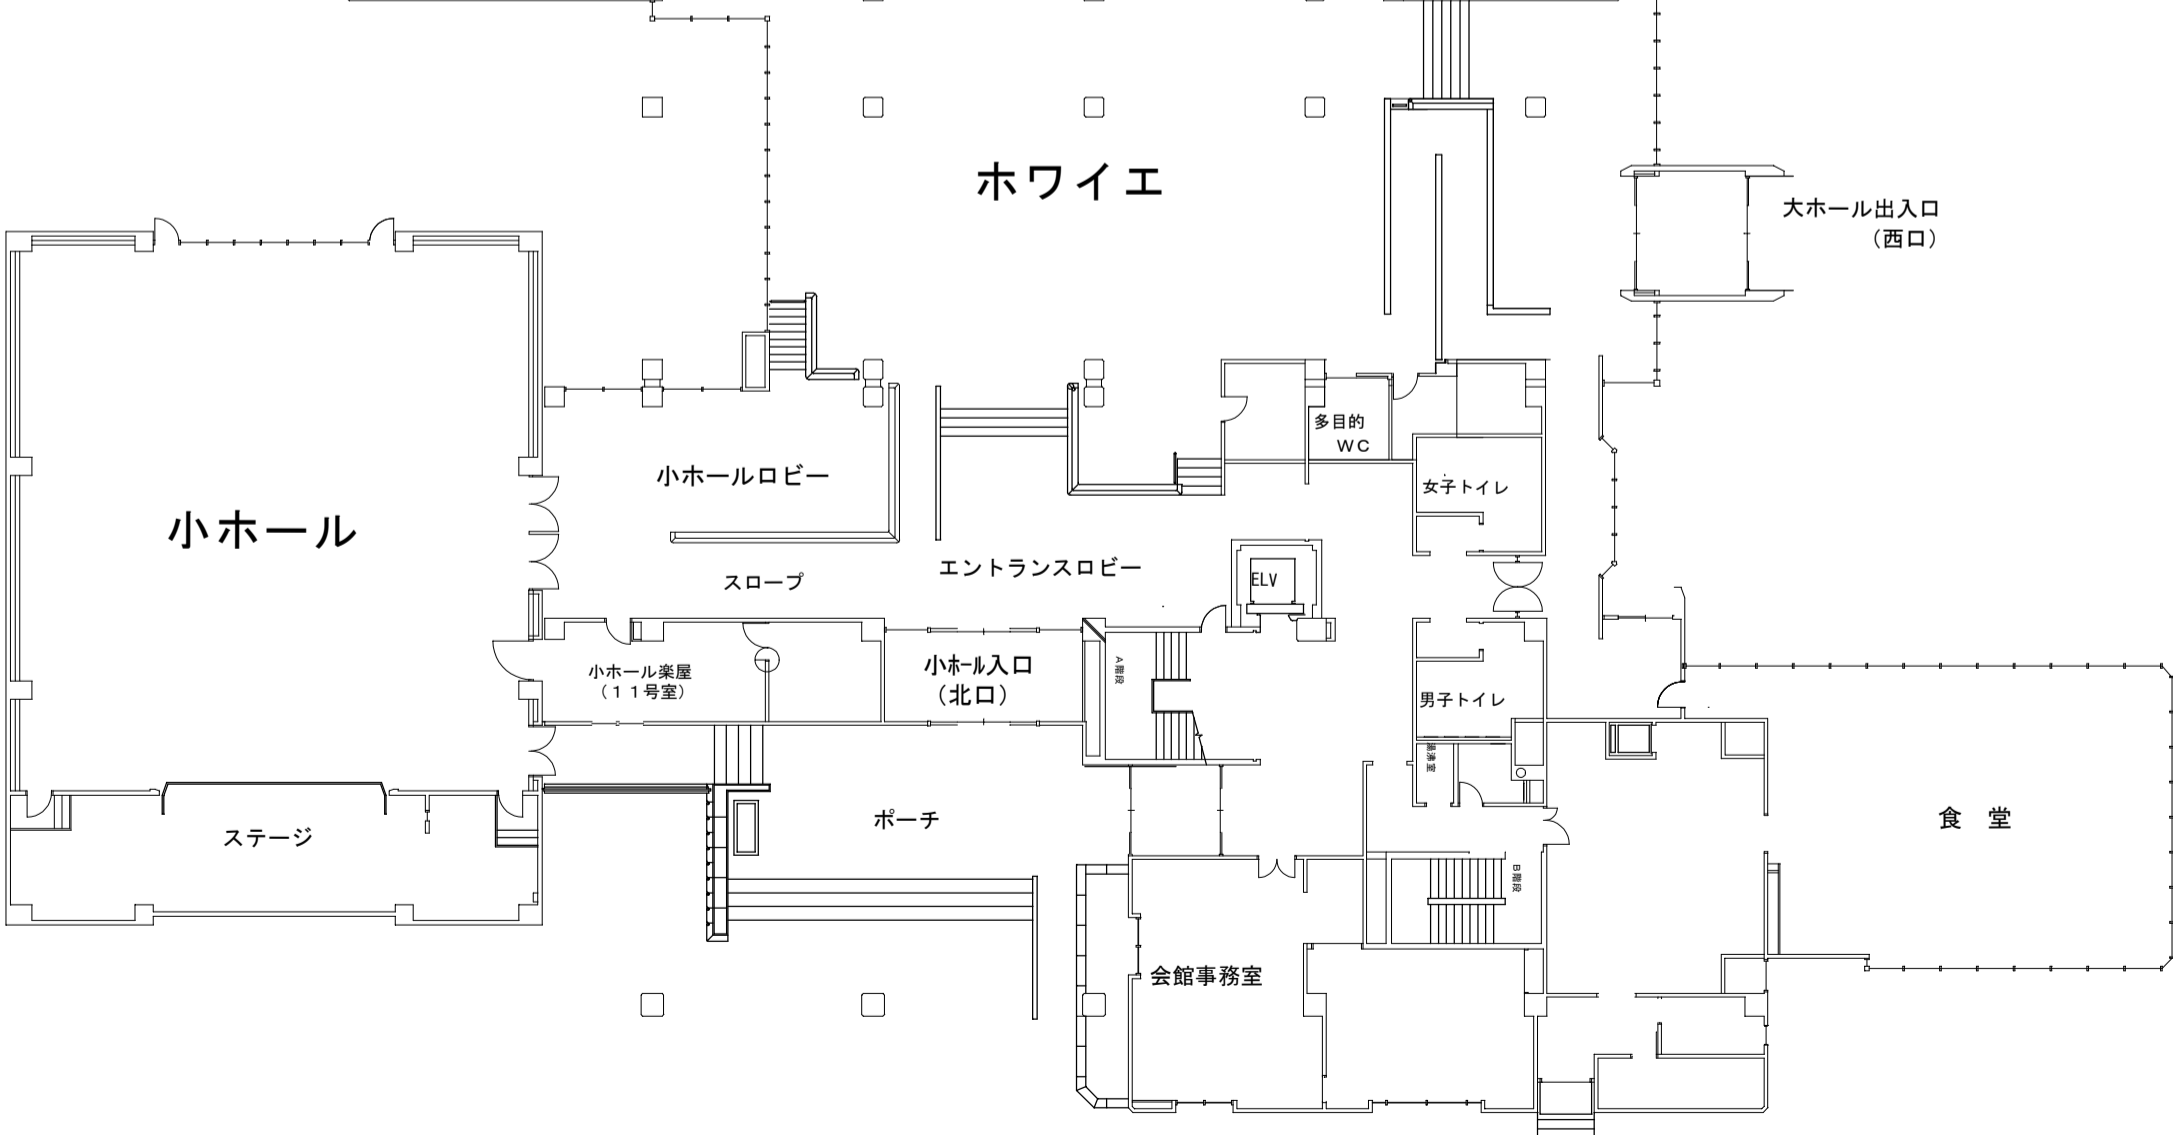 ホワイエ
大ホール出入口
（西口）
多目的
ＷＣ
小ホールロビー
女子トイレ
小ホール
エントランスロビー
スロープ
ELV
小ホール楽屋
（１１号室）
小ホール入口
（北口）
A階段
男子トイレ
湯沸室
ステージ
ポーチ
食　堂
B階段
会館事務室